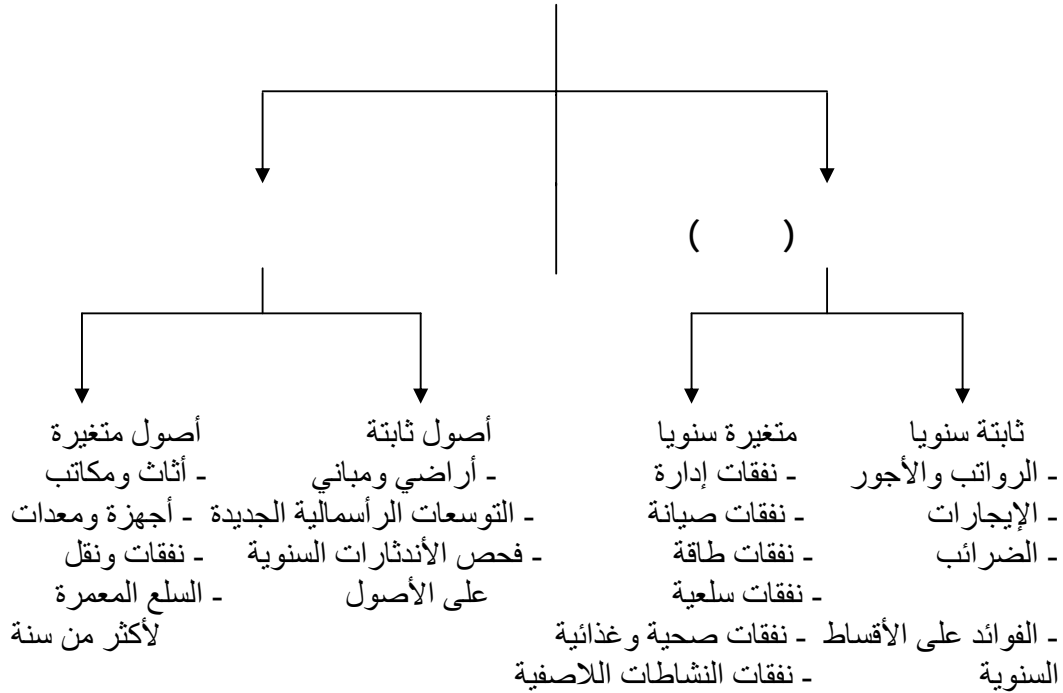 ( )
ثابتة سنويا
- الرواتب والأجور
- الإيجارات
- الضرائب
- الفوائد على الأقساط
السنوية
متغيرة سنويا
- نفقات إدارة
- نفقات صيانة
- نفقات طاقة
- نفقات سلعية
- نفقات صحية وغذائية
- نفقات النشاطات اللاصفية
أصول ثابتة
- أراضي ومباني
- التوسعات الرأسمالية الجديدة
- فحص الأندثارات السنوية
على الأصول
أصول متغيرة
- أثاث ومكاتب
- أجهزة ومعدات
- نفقات ونقل
- السلع المعمرة
لأكثر من سنة